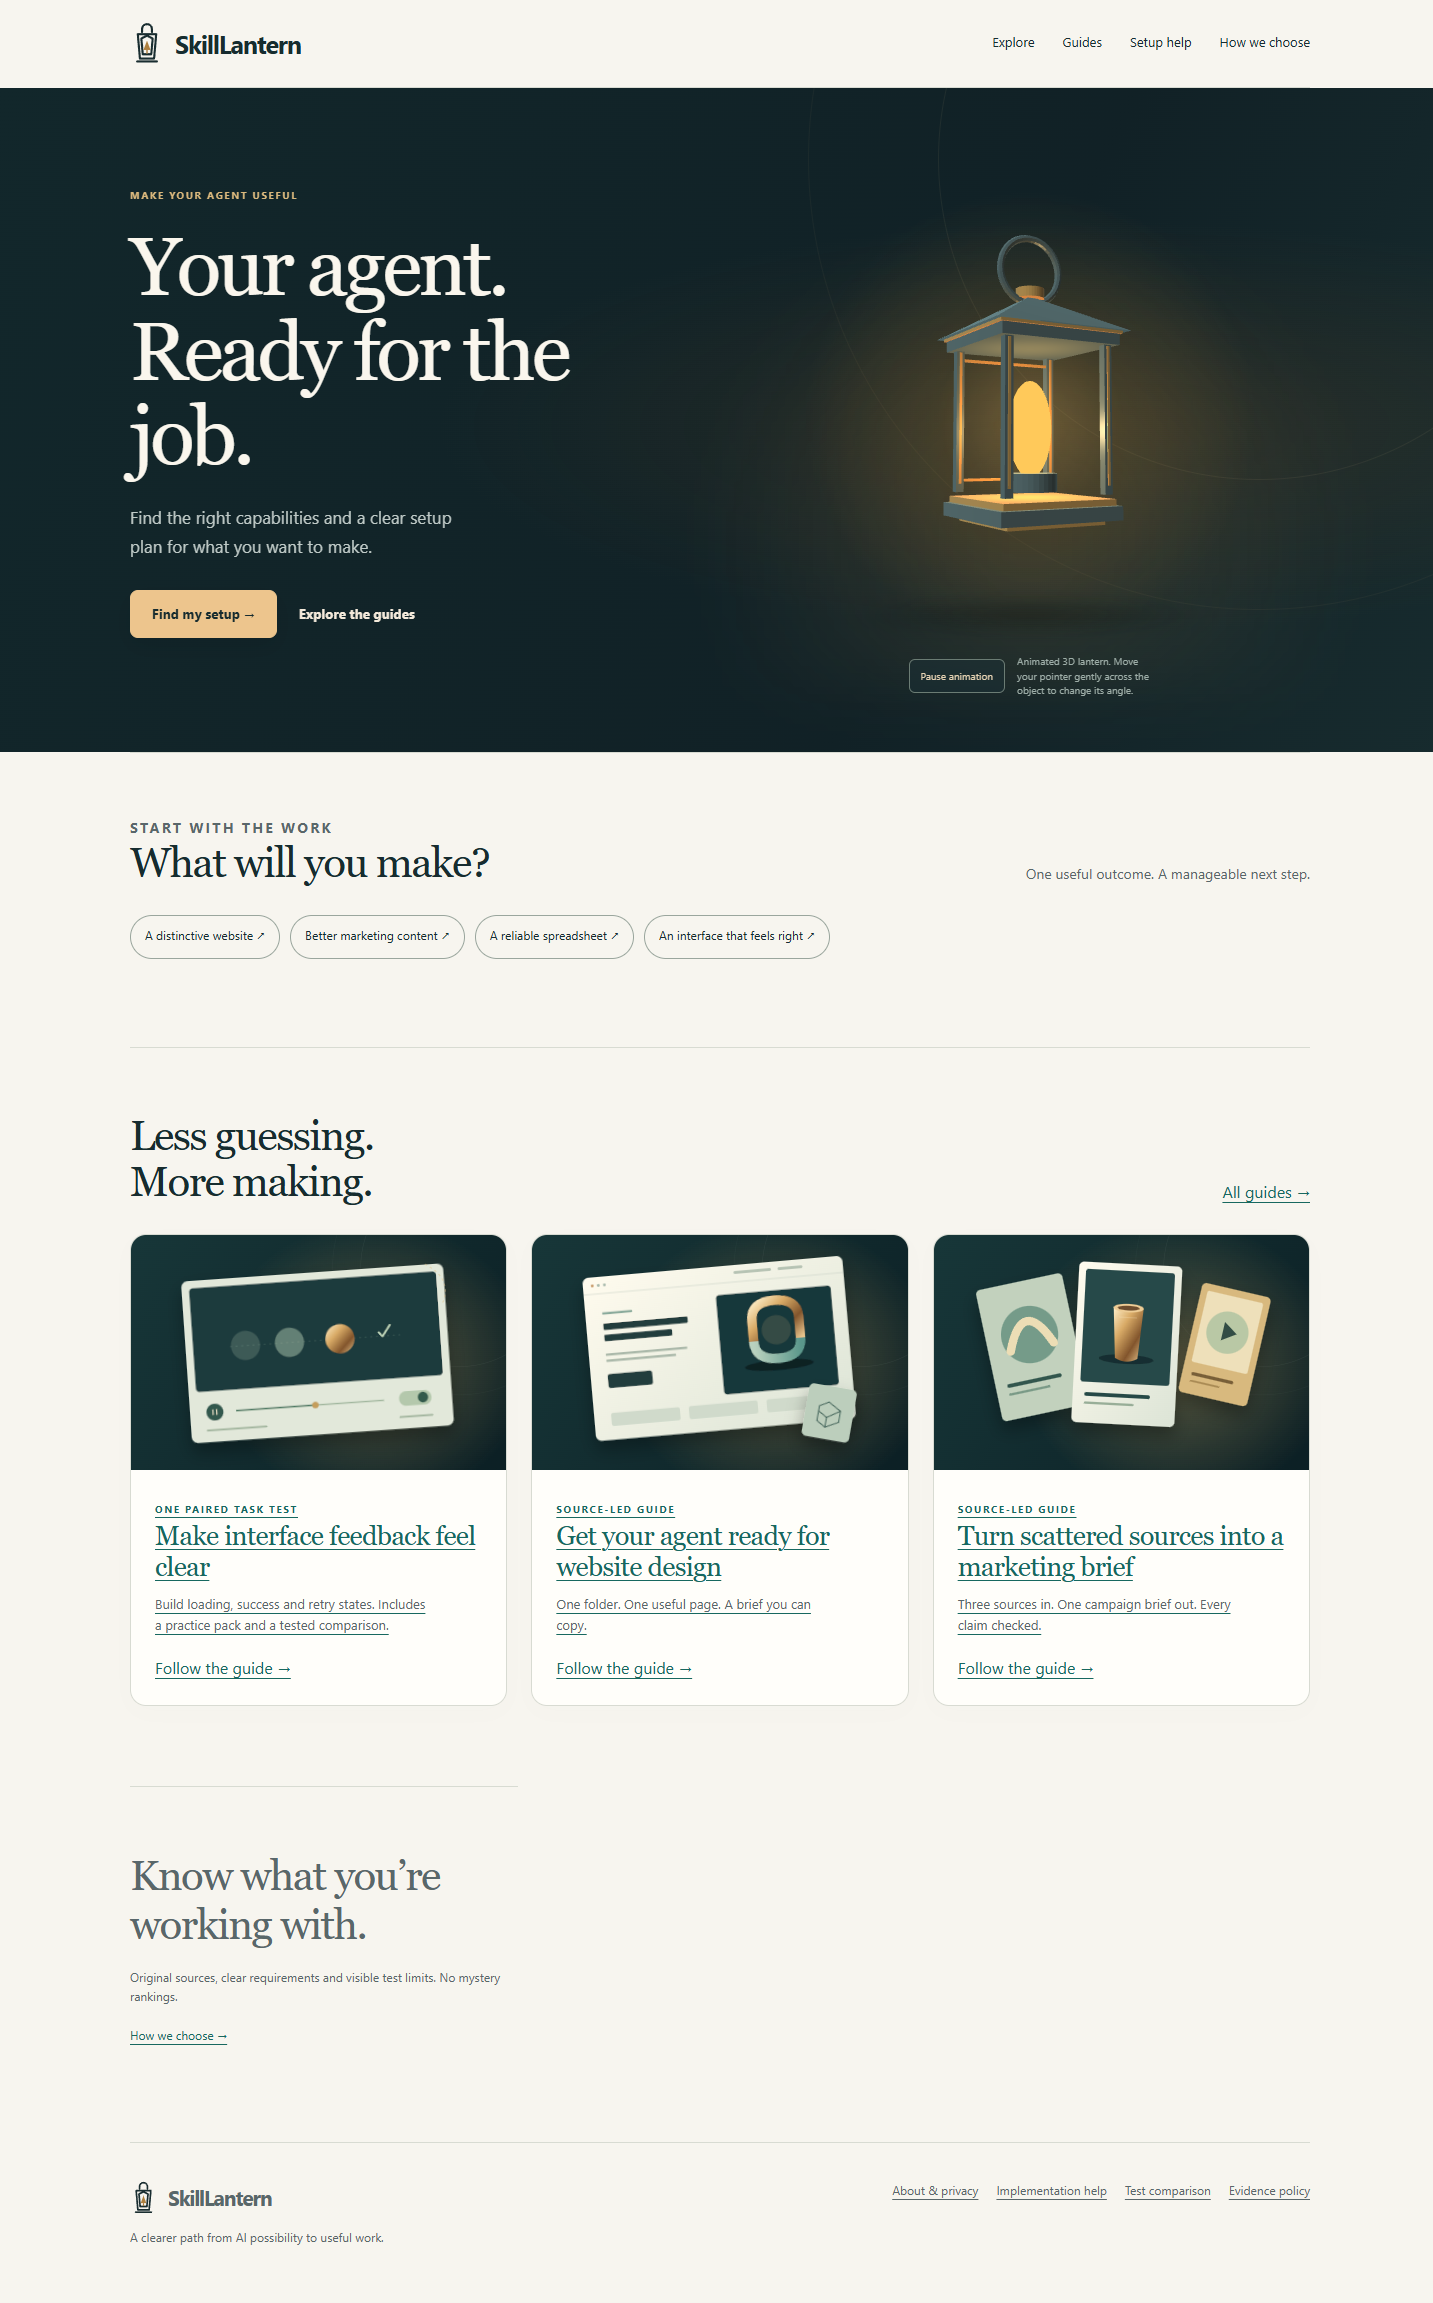 SkillLantern
Explore Guides Setup help How we choose
MAKE YOUR AGENT USEFUL
Your agent.
Ready for the
job.
Find the right capabilities and a clear setup
plan for what you want to make.
Find my setup →
Explore the guides
Pause animation
Animated 3D lantern. Move
your pointer gently across the
object to change its angle.
START WITH THE WORK
What will you make?
One useful outcome. A manageable next step.
A distinctive website ↗
Better marketing content ↗
A reliable spreadsheet ↗
An interface that feels right ↗
Less guessing.
More making.
All guides →
ONE PAIRED TASK TEST
Make interface feedback feel
clear
Build loading, success and retry states. Includes
a practice pack and a tested comparison.
Follow the guide →
SOURCE-LED GUIDE
Get your agent ready for
website design
One folder. One useful page. A brief you can
copy.
Follow the guide →
SOURCE-LED GUIDE
Turn scattered sources into a
marketing brief
Three sources in. One campaign brief out. Every
claim checked.
Follow the guide →
Know what you’re
working with.
Original sources, clear requirements and visible test limits. No mystery
rankings.
How we choose →
SkillLantern
A clearer path from AI possibility to useful work.
About & privacy Implementation help Test comparison Evidence policy